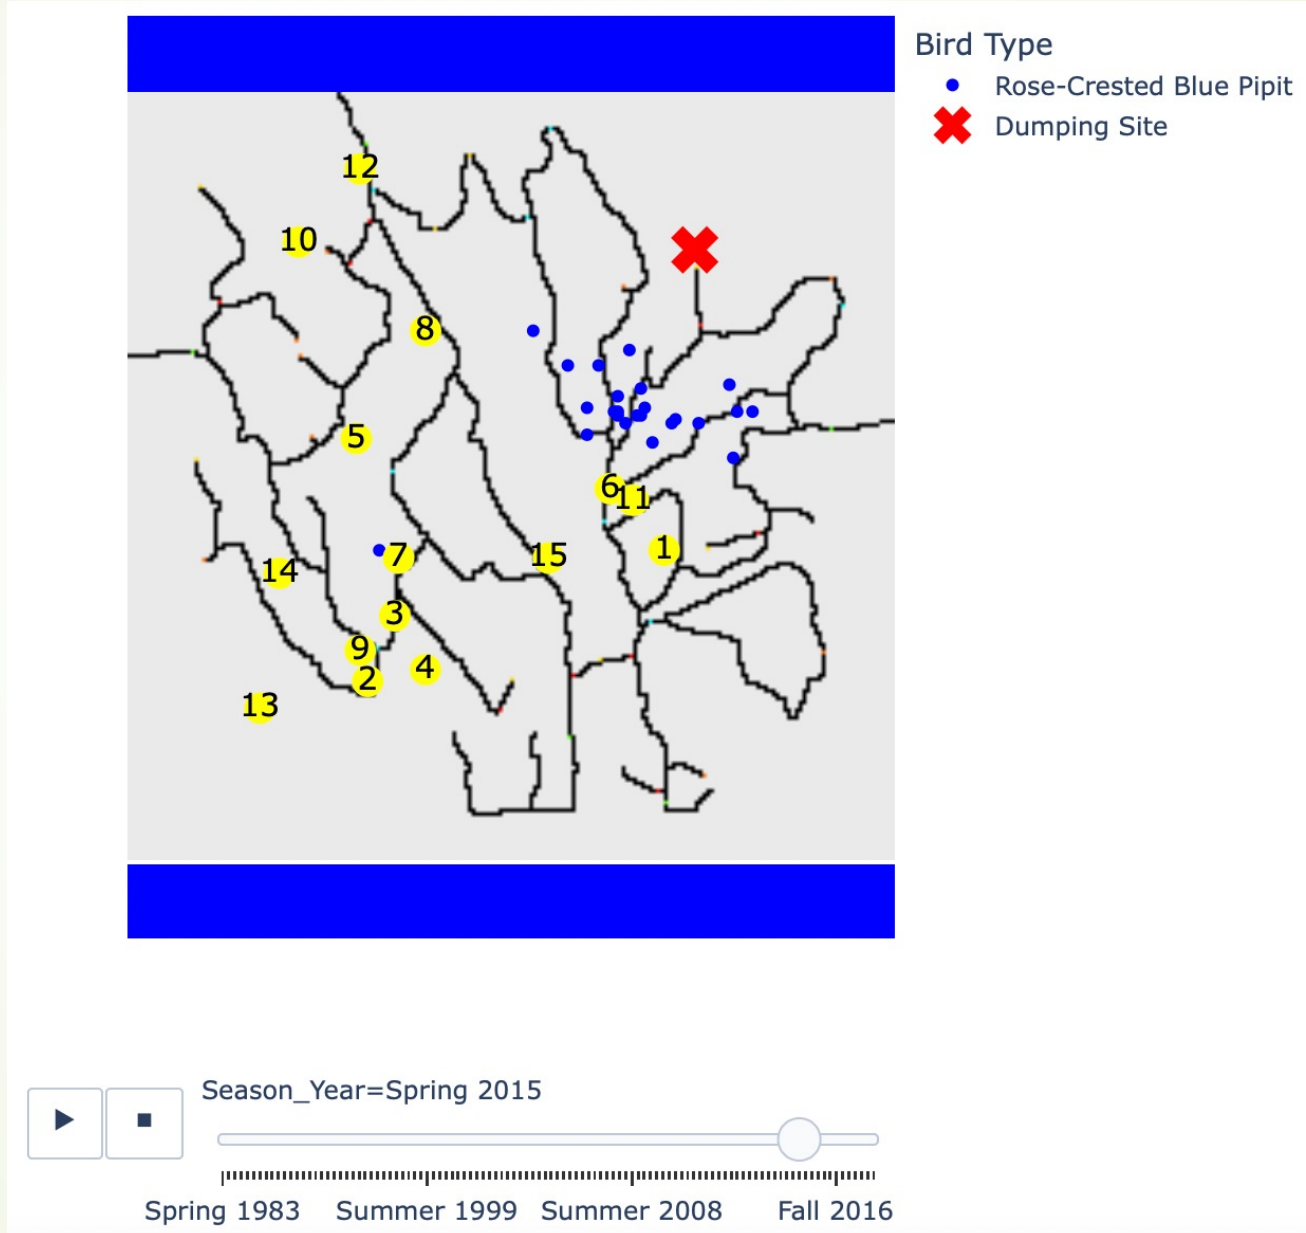 Bird Type
Rose-Crested Blue Pipit
Dumping Site
12
10
8
5
6
11
1
7
15
14
3
9
4
2
13
Season_Year=Spring 2015
Spring 1983
Summer 1999
Summer 2008
Fall 2016